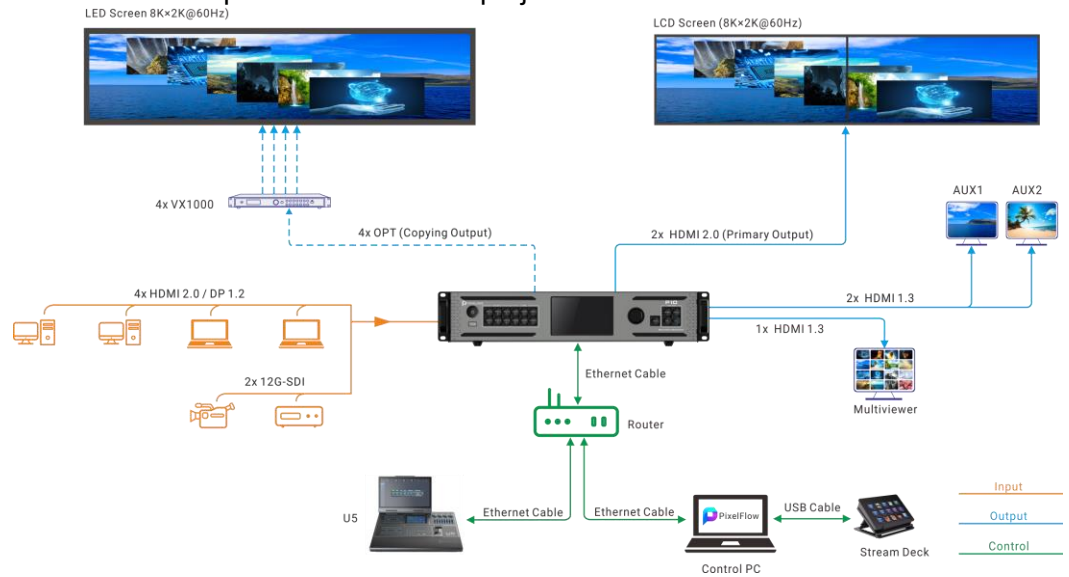 LED Screen 8K×2K@60Hz)
LCD Screen (8K×2K@60Hz)
AUX1
AUX2
4x VX1000
4x OPT (Copying Output)
2x HDMI 2.0 (Primary Output)
4x HDMI 2.0 / DP 1.2
2x HDMI 1.3
P10
1x HDMI 1.3
Ethernet Cable
2x 12G-SDI
Multiviewer
Router
U5
Ethernet Cable
Ethernet Cable
PixelFlow
USB Cable
Stream Deck
Control PC
Input
Output
Control